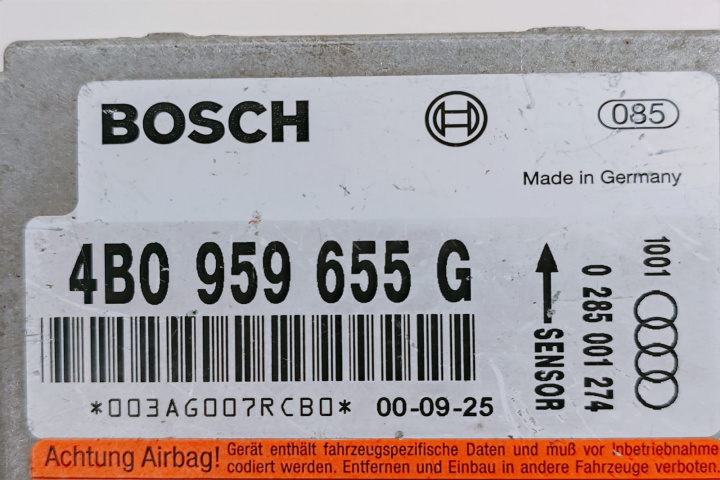 BOSCH
085
Made in Germany
4B0 959 655 G
1001
0 285 001 274
SENSOR
*003AG007RCB0* 00-09-25
Achtung Airbag! Gerät enthält fahrzeugspezifische Daten und muß vor Inbetriebnahme
codiert werden. Entfernen und Einbau in andere Fahrzeuge verboten.